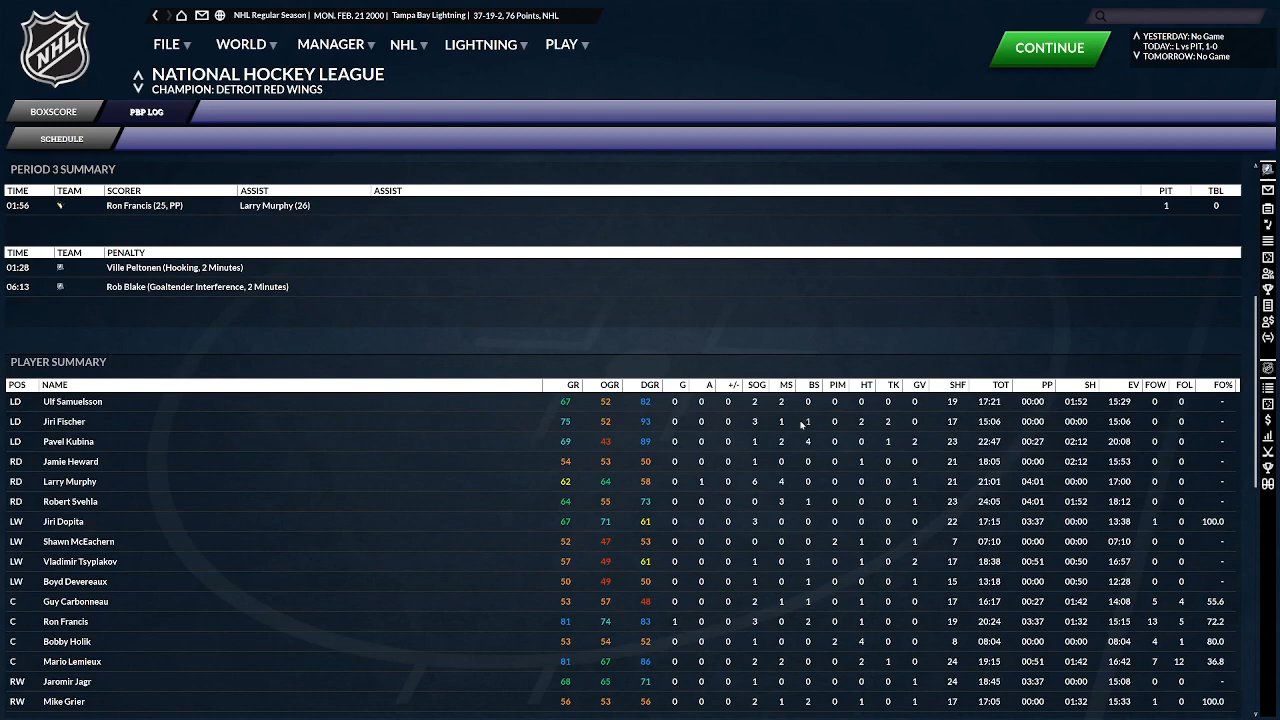 NHL
NHL Regular Season | MON. FEB. 21 2000 | Tampa Bay Lightning | 37-19-2, 76 Points, NHL
FILE WORLD MANAGER NHL LIGHTNING PLAY
CONTINUE
YESTERDAY: No Game
TODAY:: L vs PIT, 1-0
TOMORROW: No Game
NATIONAL HOCKEY LEAGUE
CHAMPION: DETROIT RED WINGS
BOXSCORE PBP LOG
SCHEDULE
PERIOD 3 SUMMARY
TIME TEAM SCORER ASSIST ASSIST PIT TBL
01:56 Ron Francis (25, PP) Larry Murphy (26) 1 0
TIME TEAM PENALTY
01:28 Ville Peltonen (Hooking, 2 Minutes)
06:13 Rob Blake (Goaltender Interference, 2 Minutes)
PLAYER SUMMARY
POS NAME GR OGR DGR G A +/- SOG MS BS PIM HT TK GV SHF TOT PP SH EV FOW FOL FO%
LD Ulf Samuelsson 67 52 82 0 0 0 2 2 0 0 0 0 0 19 17:21 00:00 01:52 15:29 0 0 -
LD Jiri Fischer 75 52 93 0 0 0 3 1 1 0 2 2 0 17 15:06 00:00 00:00 15:06 0 0 -
LD Pavel Kubina 69 43 89 0 0 0 1 2 4 0 0 1 2 23 22:47 00:27 02:12 20:08 0 0 -
RD Jamie Heward 54 53 50 0 0 0 1 0 0 0 1 0 0 21 18:05 00:00 02:12 15:53 0 0 -
RD Larry Murphy 62 64 58 0 1 0 6 4 0 0 0 0 1 21 21:01 04:01 00:00 17:00 0 0 -
RD Robert Svehla 64 55 73 0 0 0 0 3 1 0 0 0 1 23 24:05 04:01 01:52 18:12 0 0 -
LW Jiri Dopita 67 71 61 0 0 0 3 0 0 0 0 0 0 22 17:15 03:37 00:00 13:38 1 0 100.0
LW Shawn McEachern 52 47 53 0 0 0 0 0 0 2 1 0 1 7 07:10 00:00 00:00 07:10 0 0 -
LW Vladimir Tsyplakov 57 49 61 0 0 0 1 0 1 0 1 0 2 17 18:38 00:51 00:50 16:57 0 0 -
LW Boyd Devereaux 50 49 50 0 0 0 1 0 1 0 1 0 1 15 13:18 00:00 00:50 12:28 0 0 -
C Guy Carbonneau 53 57 48 0 0 0 2 1 1 0 1 0 0 17 16:17 00:27 01:42 14:08 5 4 55.6
C Ron Francis 81 74 83 1 0 0 3 0 2 0 1 0 0 17 20:24 03:37 01:32 15:15 13 5 72.2
C Bobby Holik 53 54 52 0 0 0 1 0 0 2 4 0 0 8 08:04 00:00 00:00 08:04 4 1 80.0
C Mario Lemieux 81 67 86 0 0 0 2 2 0 0 2 1 0 24 19:15 00:51 01:42 16:42 7 12 36.8
RW Jaromir Jagr 68 65 71 0 0 0 1 0 0 0 0 0 1 24 18:45 03:37 00:00 15:08 0 0 -
RW Mike Grier 56 53 56 0 0 0 2 1 2 0 1 0 0 17 17:05 00:00 01:32 15:33 1 0 100.0